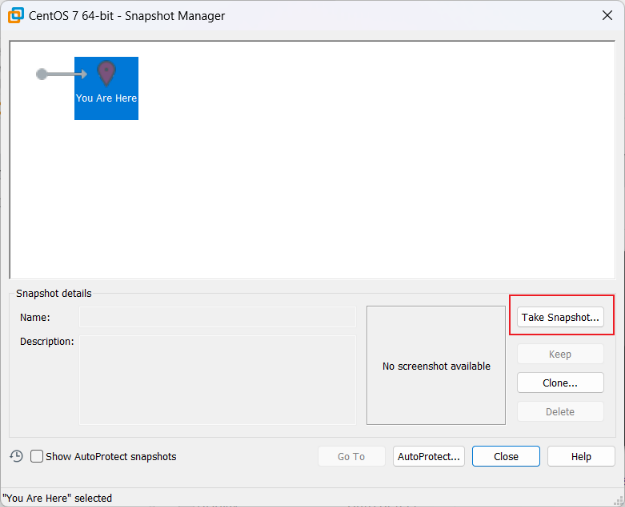 CentOS 7 64-bit - Snapshot Manager
You Are Here
Snapshot details
Name:
Description:
No screenshot available
Take Snapshot...
Keep
Clone...
Delete
Show AutoProtect snapshots
Go To
AutoProtect...
Close
Help
"You Are Here" selected